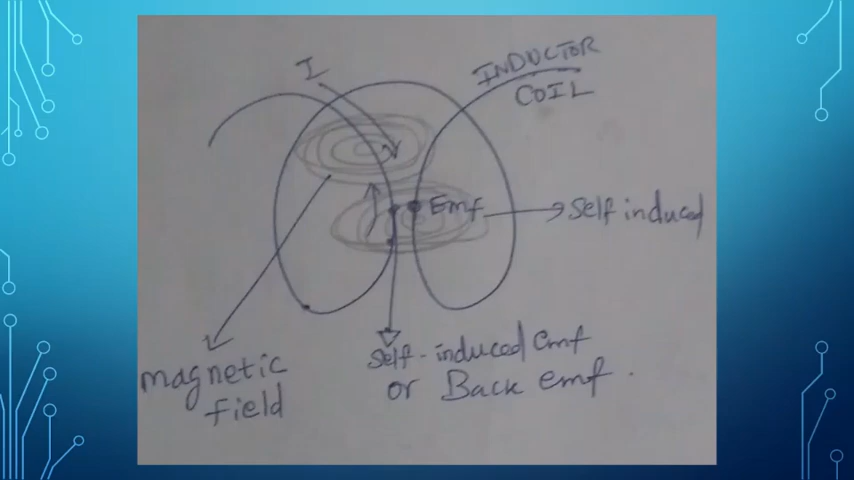 I
INDUCTOR
COIL
Emf
Self induced
magnetic
field
Self-induced Emf
or Back emf.